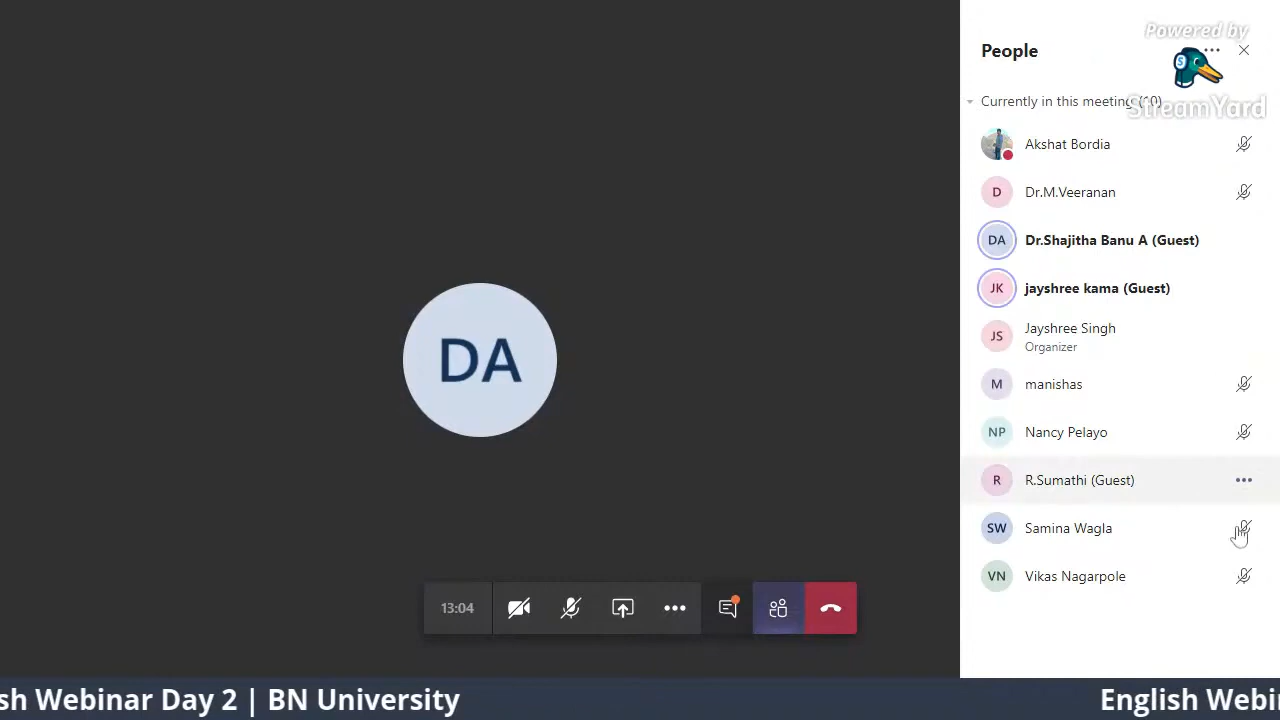 Powered by
People
StreamYard
Currently in this meeting (10)
Akshat Bordia
D
Dr.M.Veeranan
DA
Dr.Shajitha Banu A (Guest)
JK
jayshree kama (Guest)
JS
Jayshree Singh
Organizer
M
manishas
NP
Nancy Pelayo
R
R.Sumathi (Guest)
SW
Samina Wagla
VN
Vikas Nagarpole
DA
13:04
sh Webinar Day 2 | BN University
English Webi